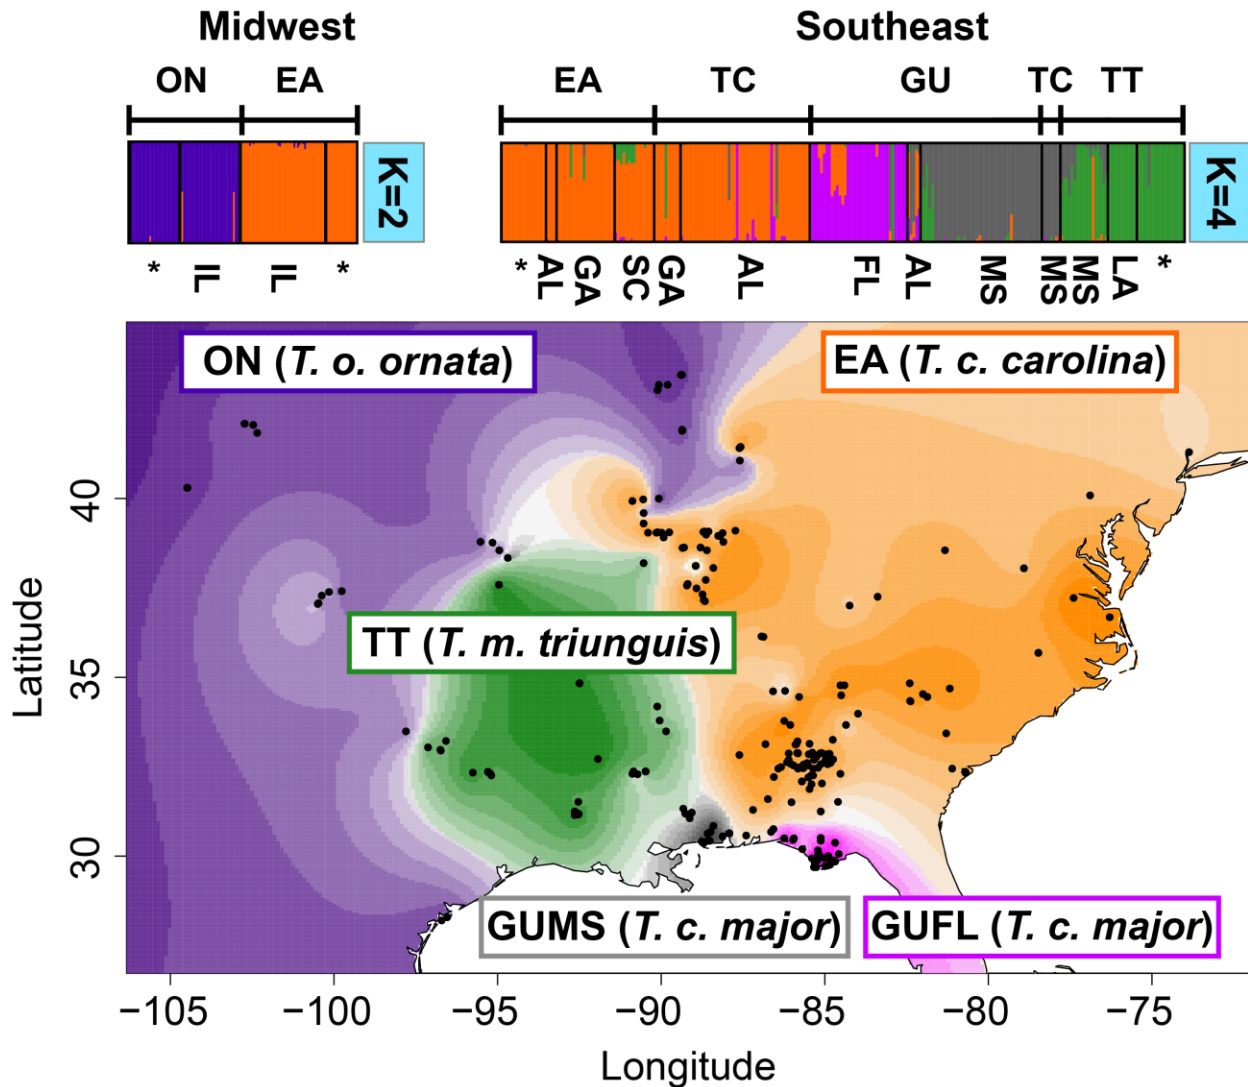 Midwest Southeast
ON EA EA TC GU TC TT
K=2 K=4
* IL IL * * AL GA SC GA AL FL AL MS MS MS LA *
ON (T. o. ornata) EA (T. c. carolina)
TT (T. m. triunguis)
GUMS (T. c. major) GUFL (T. c. major)
Latitude
40
35
30
−105 −100 −95 −90 −85 −80 −75
Longitude